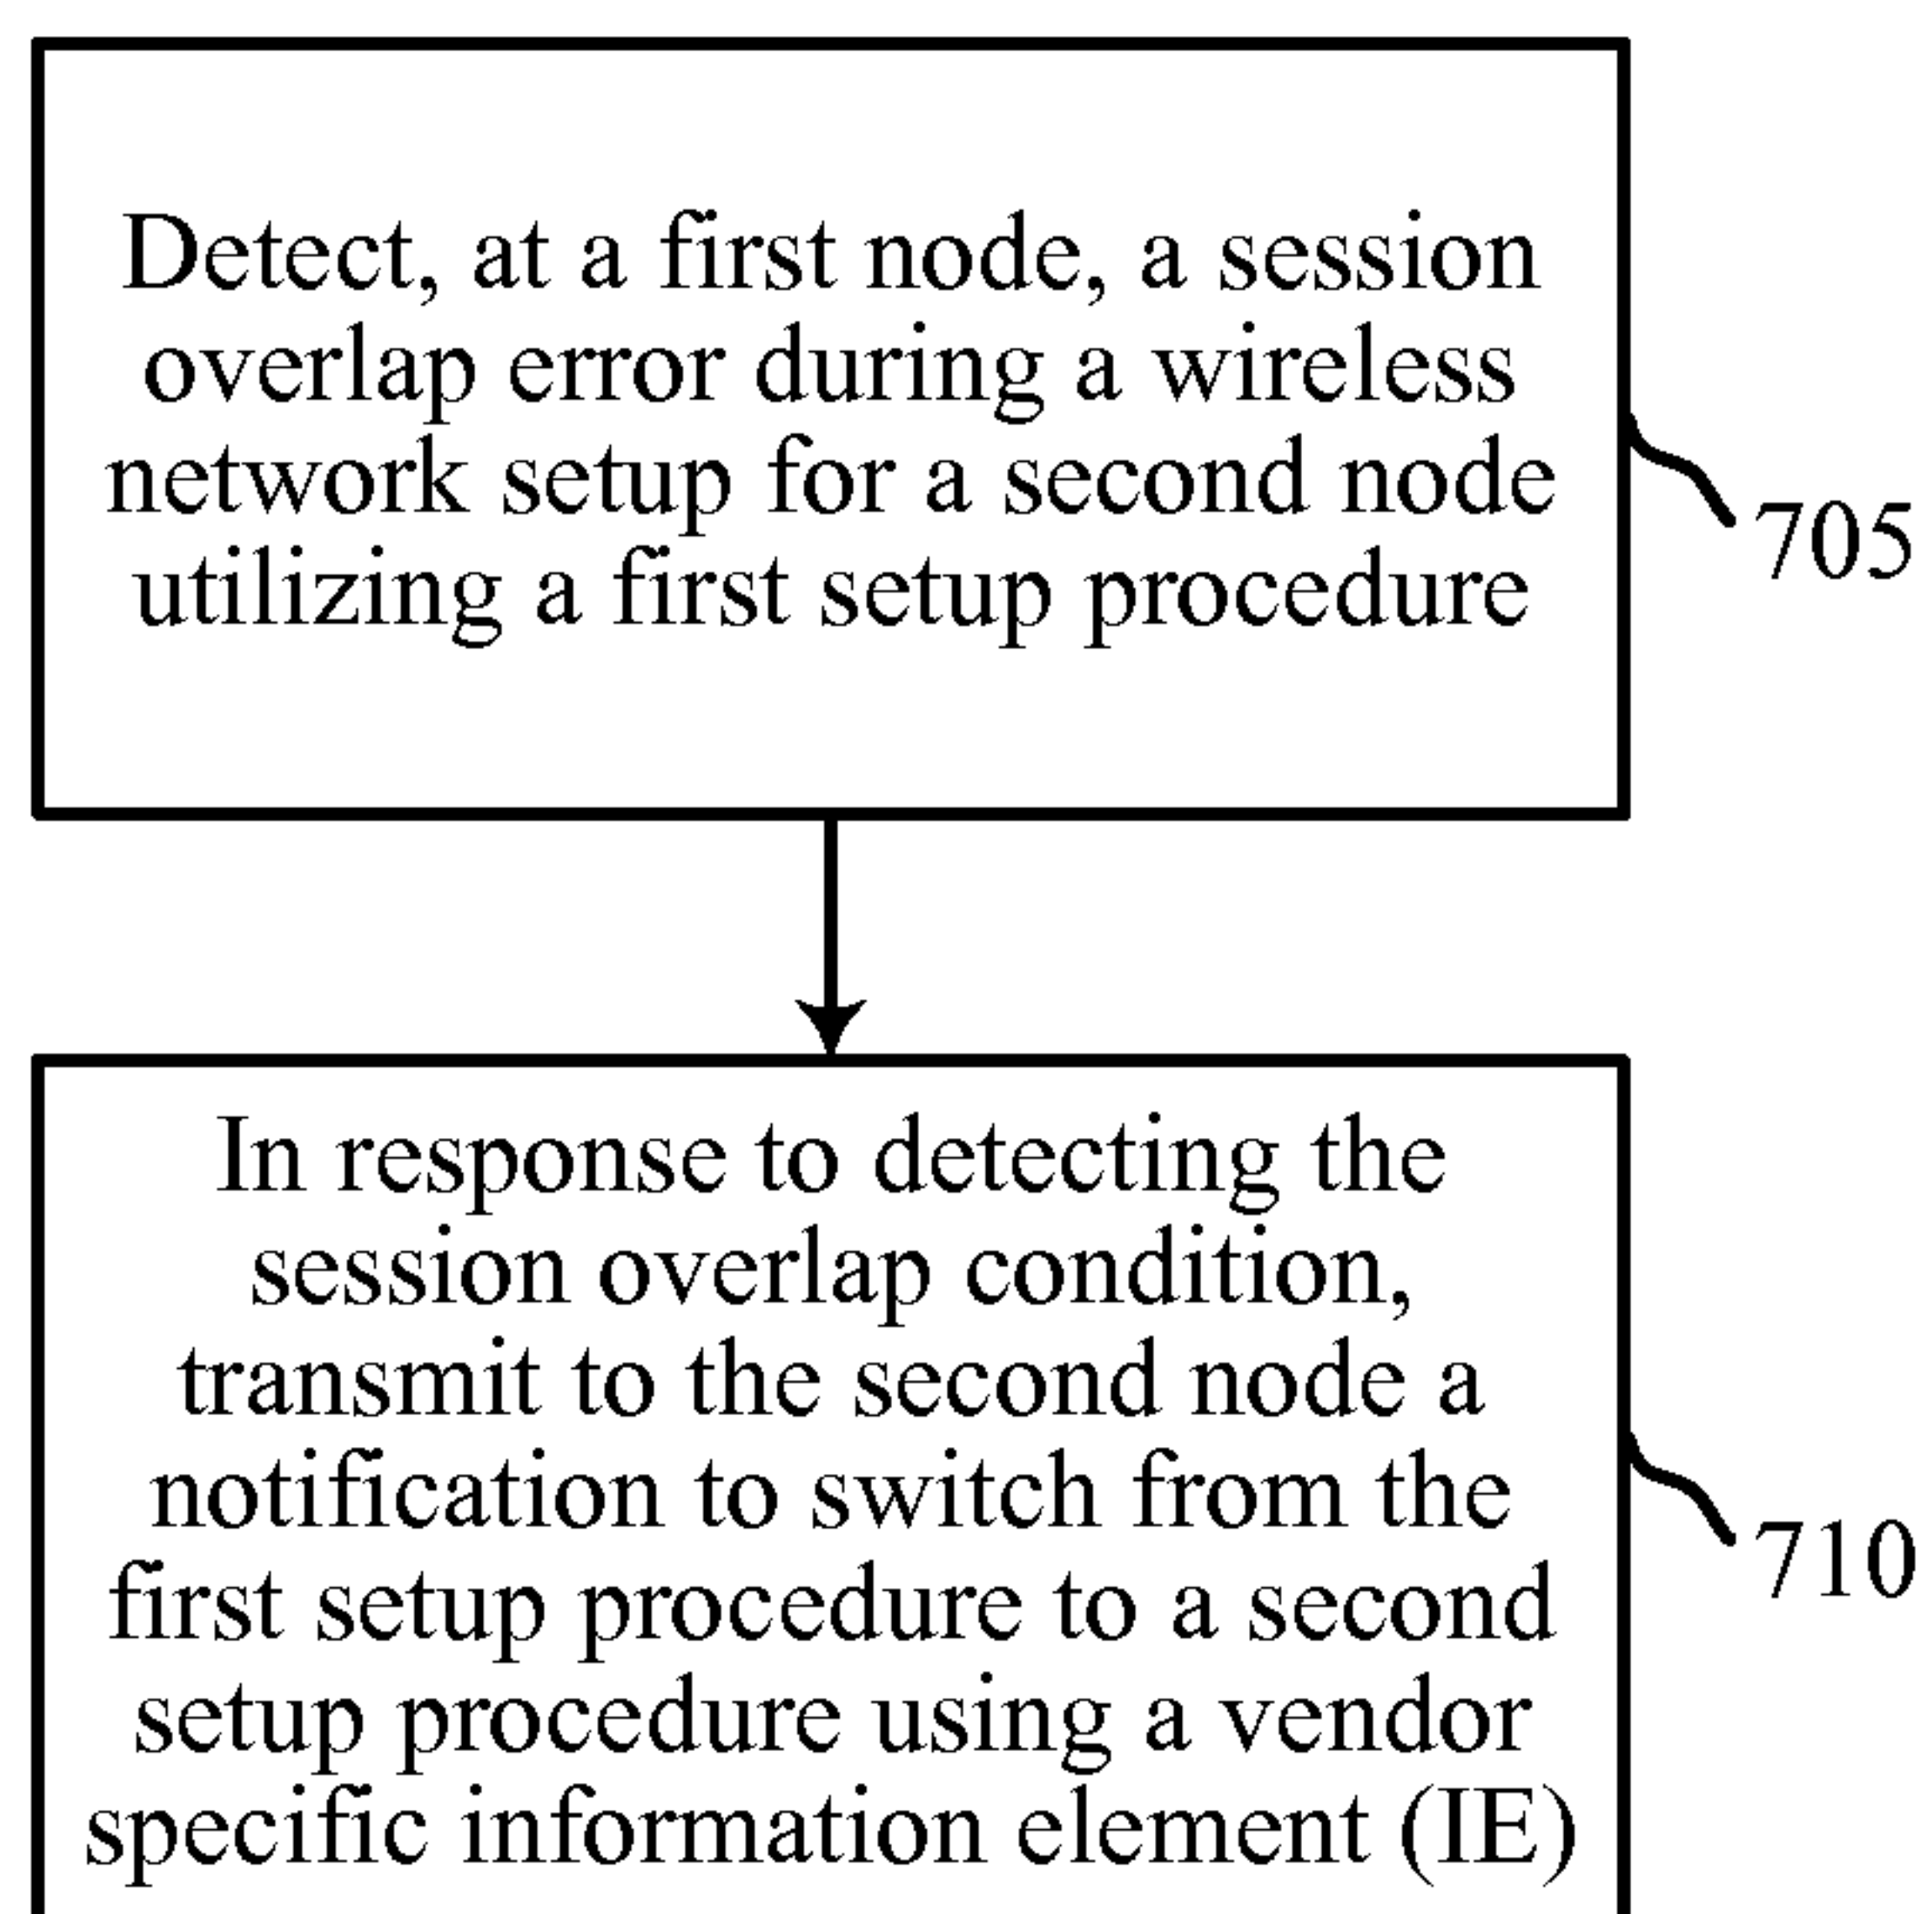 Detect, at a first node, a session
overlap error during a wireless
network setup for a second node
utilizing a first setup procedure
705
In response to detecting the
session overlap condition,
transmit to the second node a
notification to switch from the
first setup procedure to a second
setup procedure using a vendor
specific information element (IE)
710